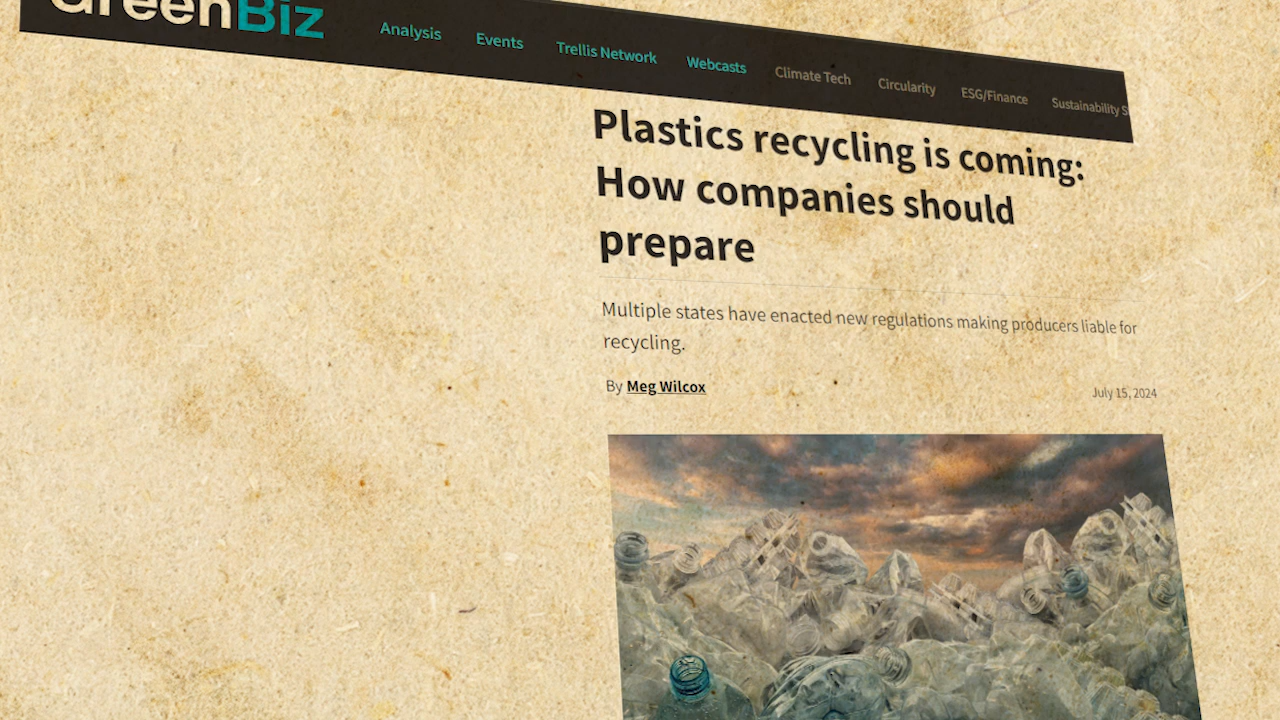 GreenBiz
Analysis Events Trellis Network Webcasts Climate Tech Circularity ESG/Finance Sustainability
Plastics recycling is coming:
How companies should
prepare
Multiple states have enacted new regulations making producers liable for
recycling.
By Meg Wilcox
July 15, 2024